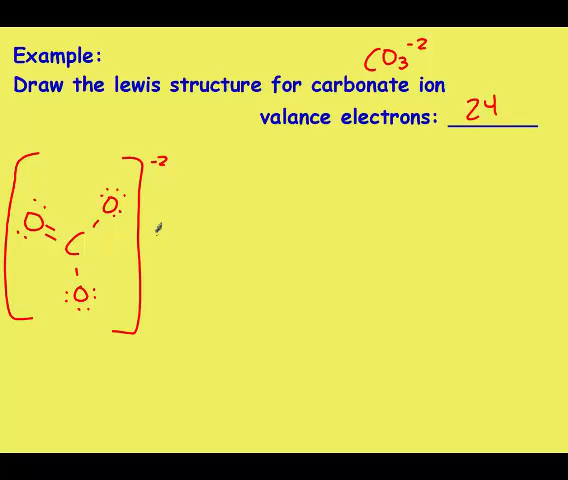 CO₃⁻²
Example:
Draw the lewis structure for carbonate ion
valance electrons: 24
-2
O
O
C
O